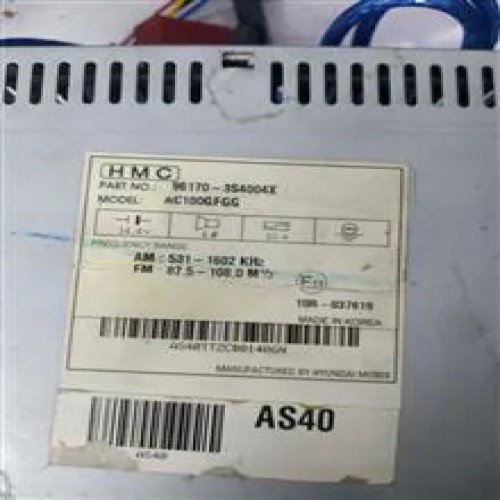 HMC
PART NO.: 96170-3S4004X
MODEL: AC100GFGG
14.4V
FREQUENCY RANGE
AM: 531-1602 KHz
FM: 87.5-108.0 MHz
10R-037619
MADE IN KOREA
MANUFACTURED BY HYUNDAI MOBIS
AS40
AS40